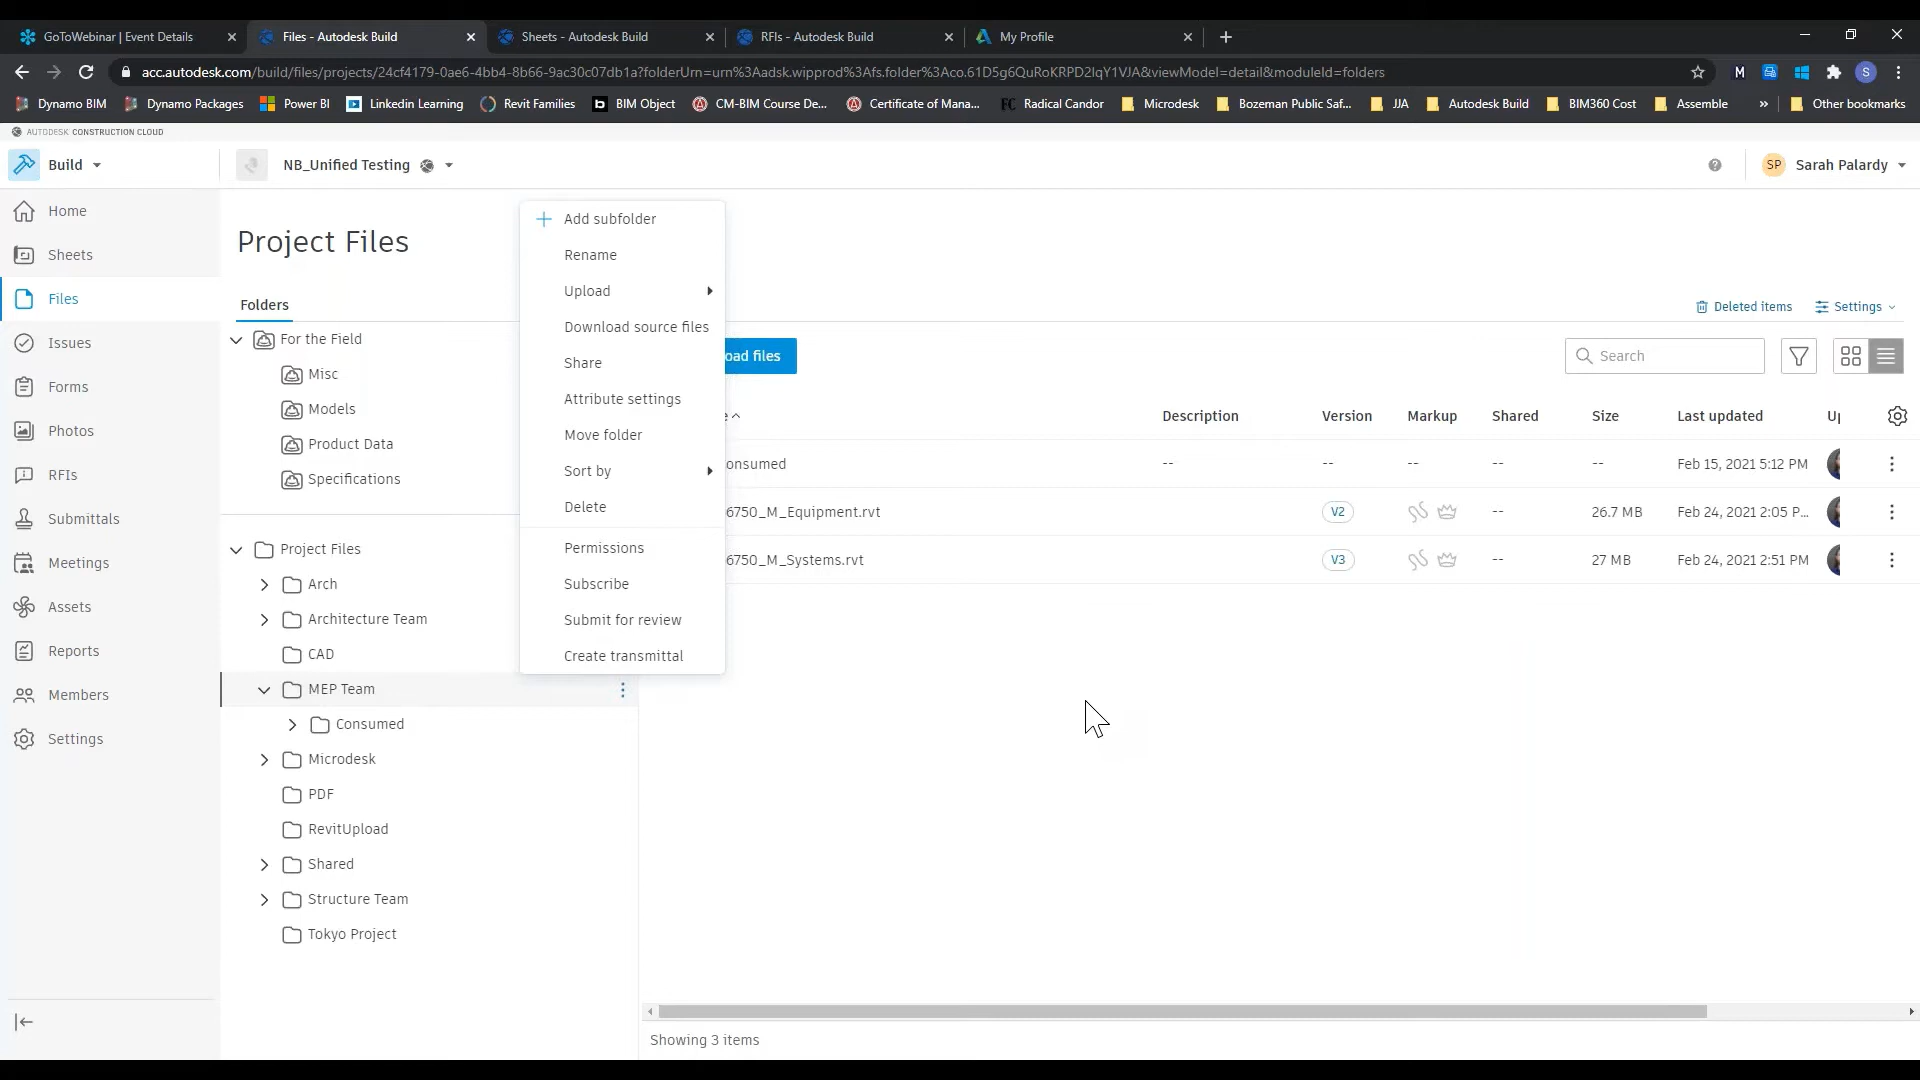 GoToWebinar | Event Details
Files - Autodesk Build
Sheets - Autodesk Build
RFIs - Autodesk Build
My Profile
acc.autodesk.com/build/files/projects/24cf4179-0ae6-4bb4-8b66-9ac30c07db1a?folderUrn=urn%3Aadsk.wipprod%3Afs.folder%3Aco.61D5g6QuRoKRPD2IqY1VJA&viewModel=detail&moduleId=folders
M
S
Dynamo BIM
Dynamo Packages
Power BI
Linkedin Learning
Revit Families
b BIM Object
CM-BIM Course De...
Certificate of Mana...
FC Radical Candor
Microdesk
Bozeman Public Saf...
JJA
Autodesk Build
BIM360 Cost
Assemble
»
Other bookmarks
AUTODESK CONSTRUCTION CLOUD
Build
NB_Unified Testing
SP Sarah Palardy
Home
Sheets
Files
Issues
Forms
Photos
RFIs
Submittals
Meetings
Assets
Reports
Members
Settings
Project Files
Folders
For the Field
Misc
Models
Product Data
Specifications
Project Files
Arch
Architecture Team
CAD
MEP Team
Consumed
Microdesk
PDF
RevitUpload
Shared
Structure Team
Tokyo Project
Add subfolder
Rename
Upload
Download source files
Share
Attribute settings
Move folder
Sort by
Delete
Permissions
Subscribe
Submit for review
Create transmittal
Deleted items
Settings
oad files
Search
e Description Version Markup Shared Size Last updated Up
onsumed -- -- -- -- -- Feb 15, 2021 5:12 PM
6750_M_Equipment.rvt V2 -- 26.7 MB Feb 24, 2021 2:05 P...
6750_M_Systems.rvt V3 -- 27 MB Feb 24, 2021 2:51 PM
Showing 3 items